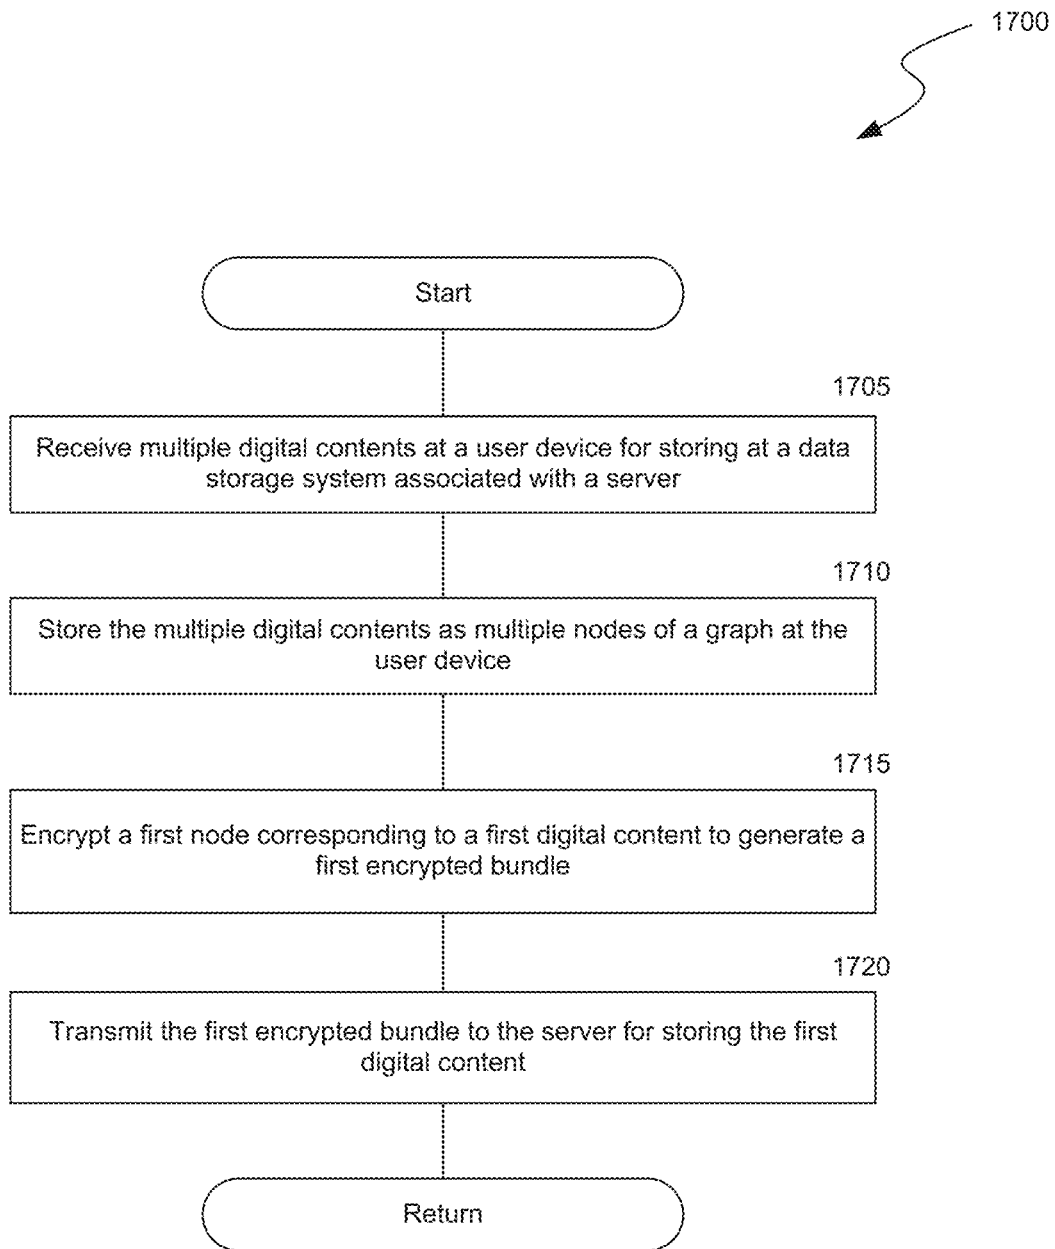 1700
Start
1705
Receive multiple digital contents at a user device for storing at a data
storage system associated with a server
1710
Store the multiple digital contents as multiple nodes of a graph at the
user device
1715
Encrypt a first node corresponding to a first digital content to generate a
first encrypted bundle
1720
Transmit the first encrypted bundle to the server for storing the first
digital content
Return